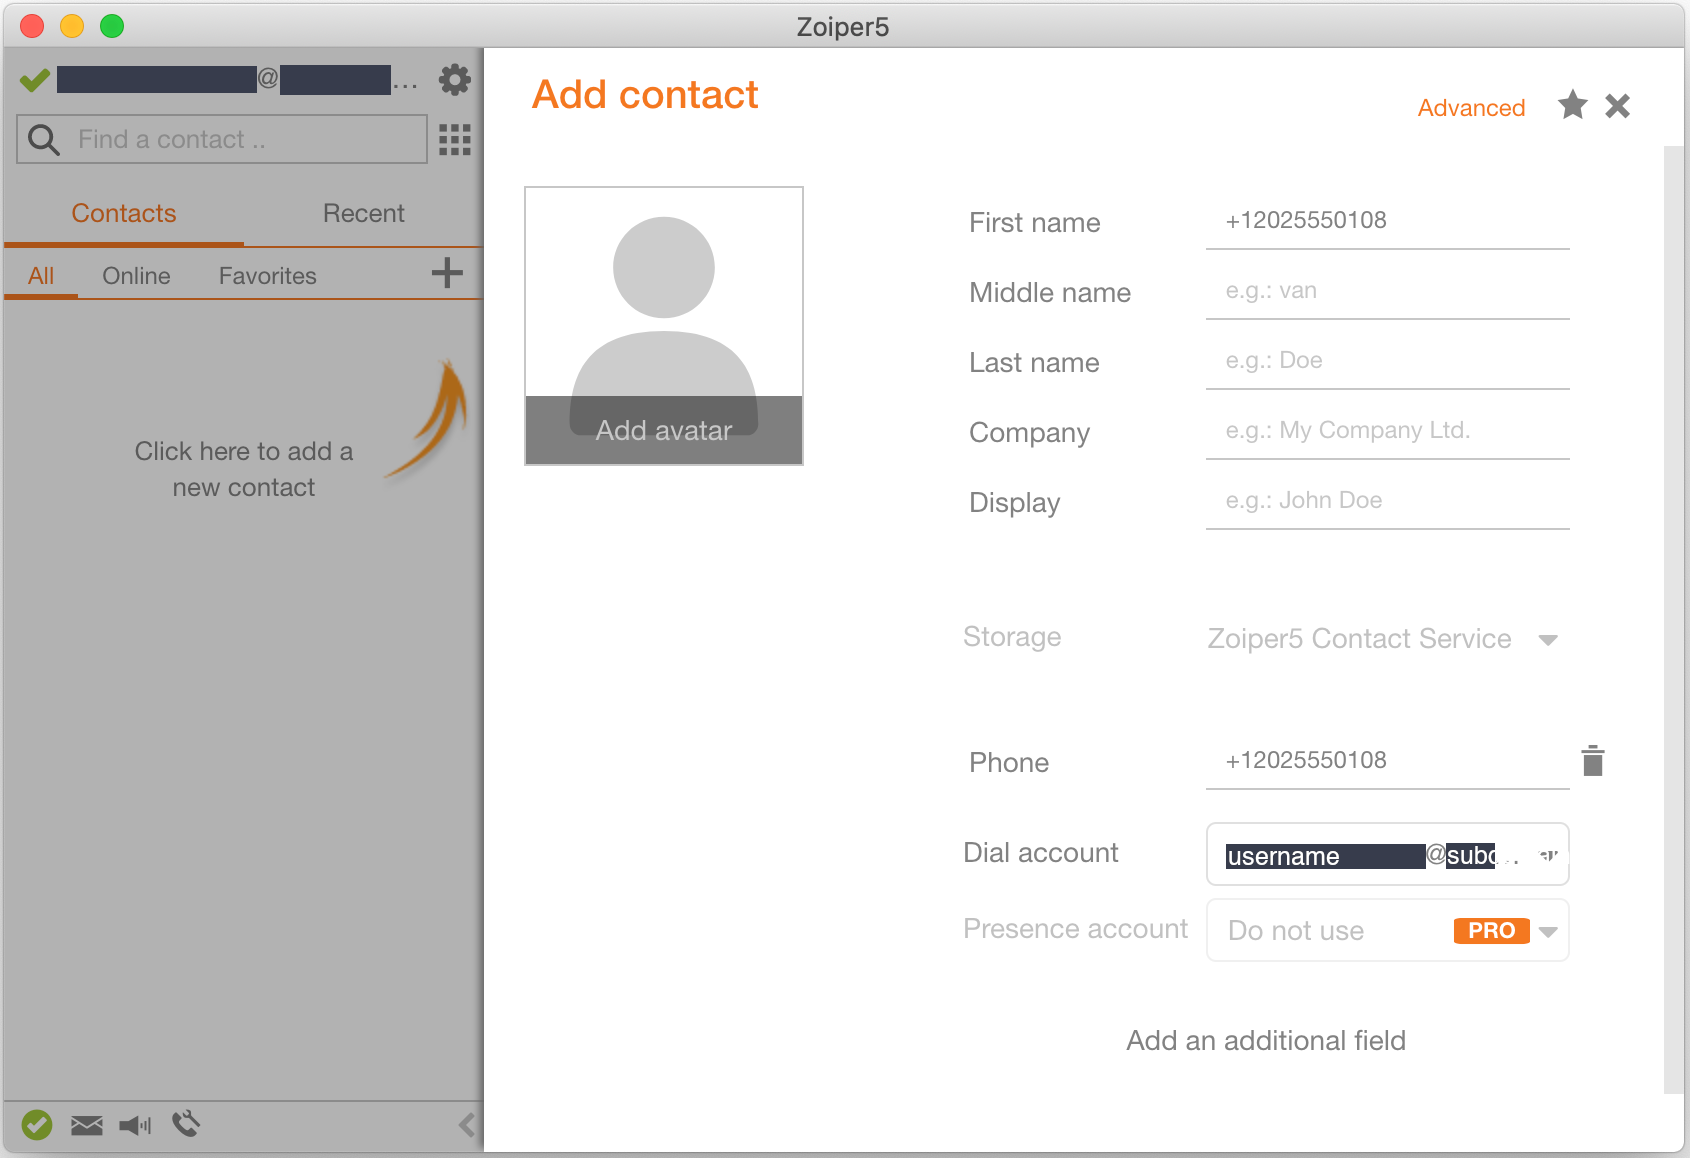 Zoiper5
@ ...
Find a contact ..
Contacts Recent
All Online Favorites
Click here to add a
new contact
Add contact
Advanced
Add avatar
First name +12025550108
Middle name e.g.: van
Last name e.g.: Doe
Company e.g.: My Company Ltd.
Display e.g.: John Doe
Storage Zoiper5 Contact Service
Phone +12025550108
Dial account username @
Presence account Do not use PRO
Add an additional field